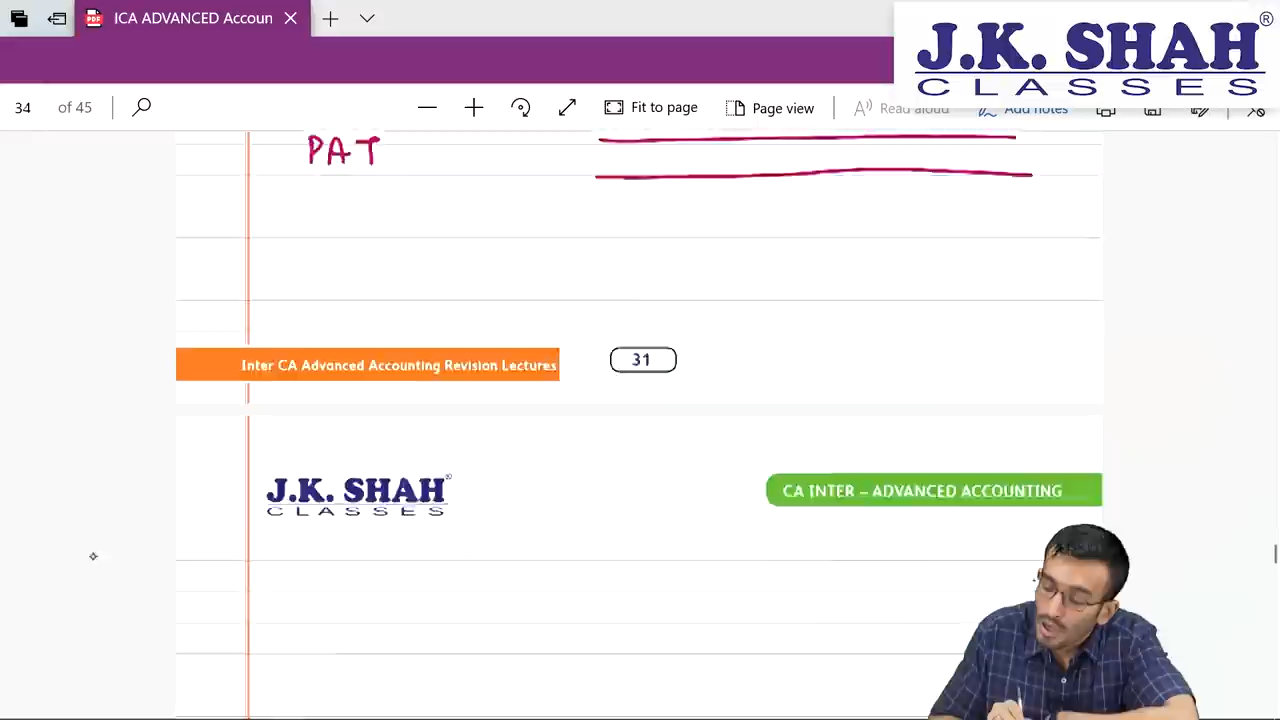 ICA ADVANCED Accoun
J.K. SHAH®
CLASSES
34 of 45
Fit to page
Page view
Read aloud
Add notes
PAT
Inter CA Advanced Accounting Revision Lectures
31
J.K. SHAH®
CLASSES
CA INTER – ADVANCED ACCOUNTING